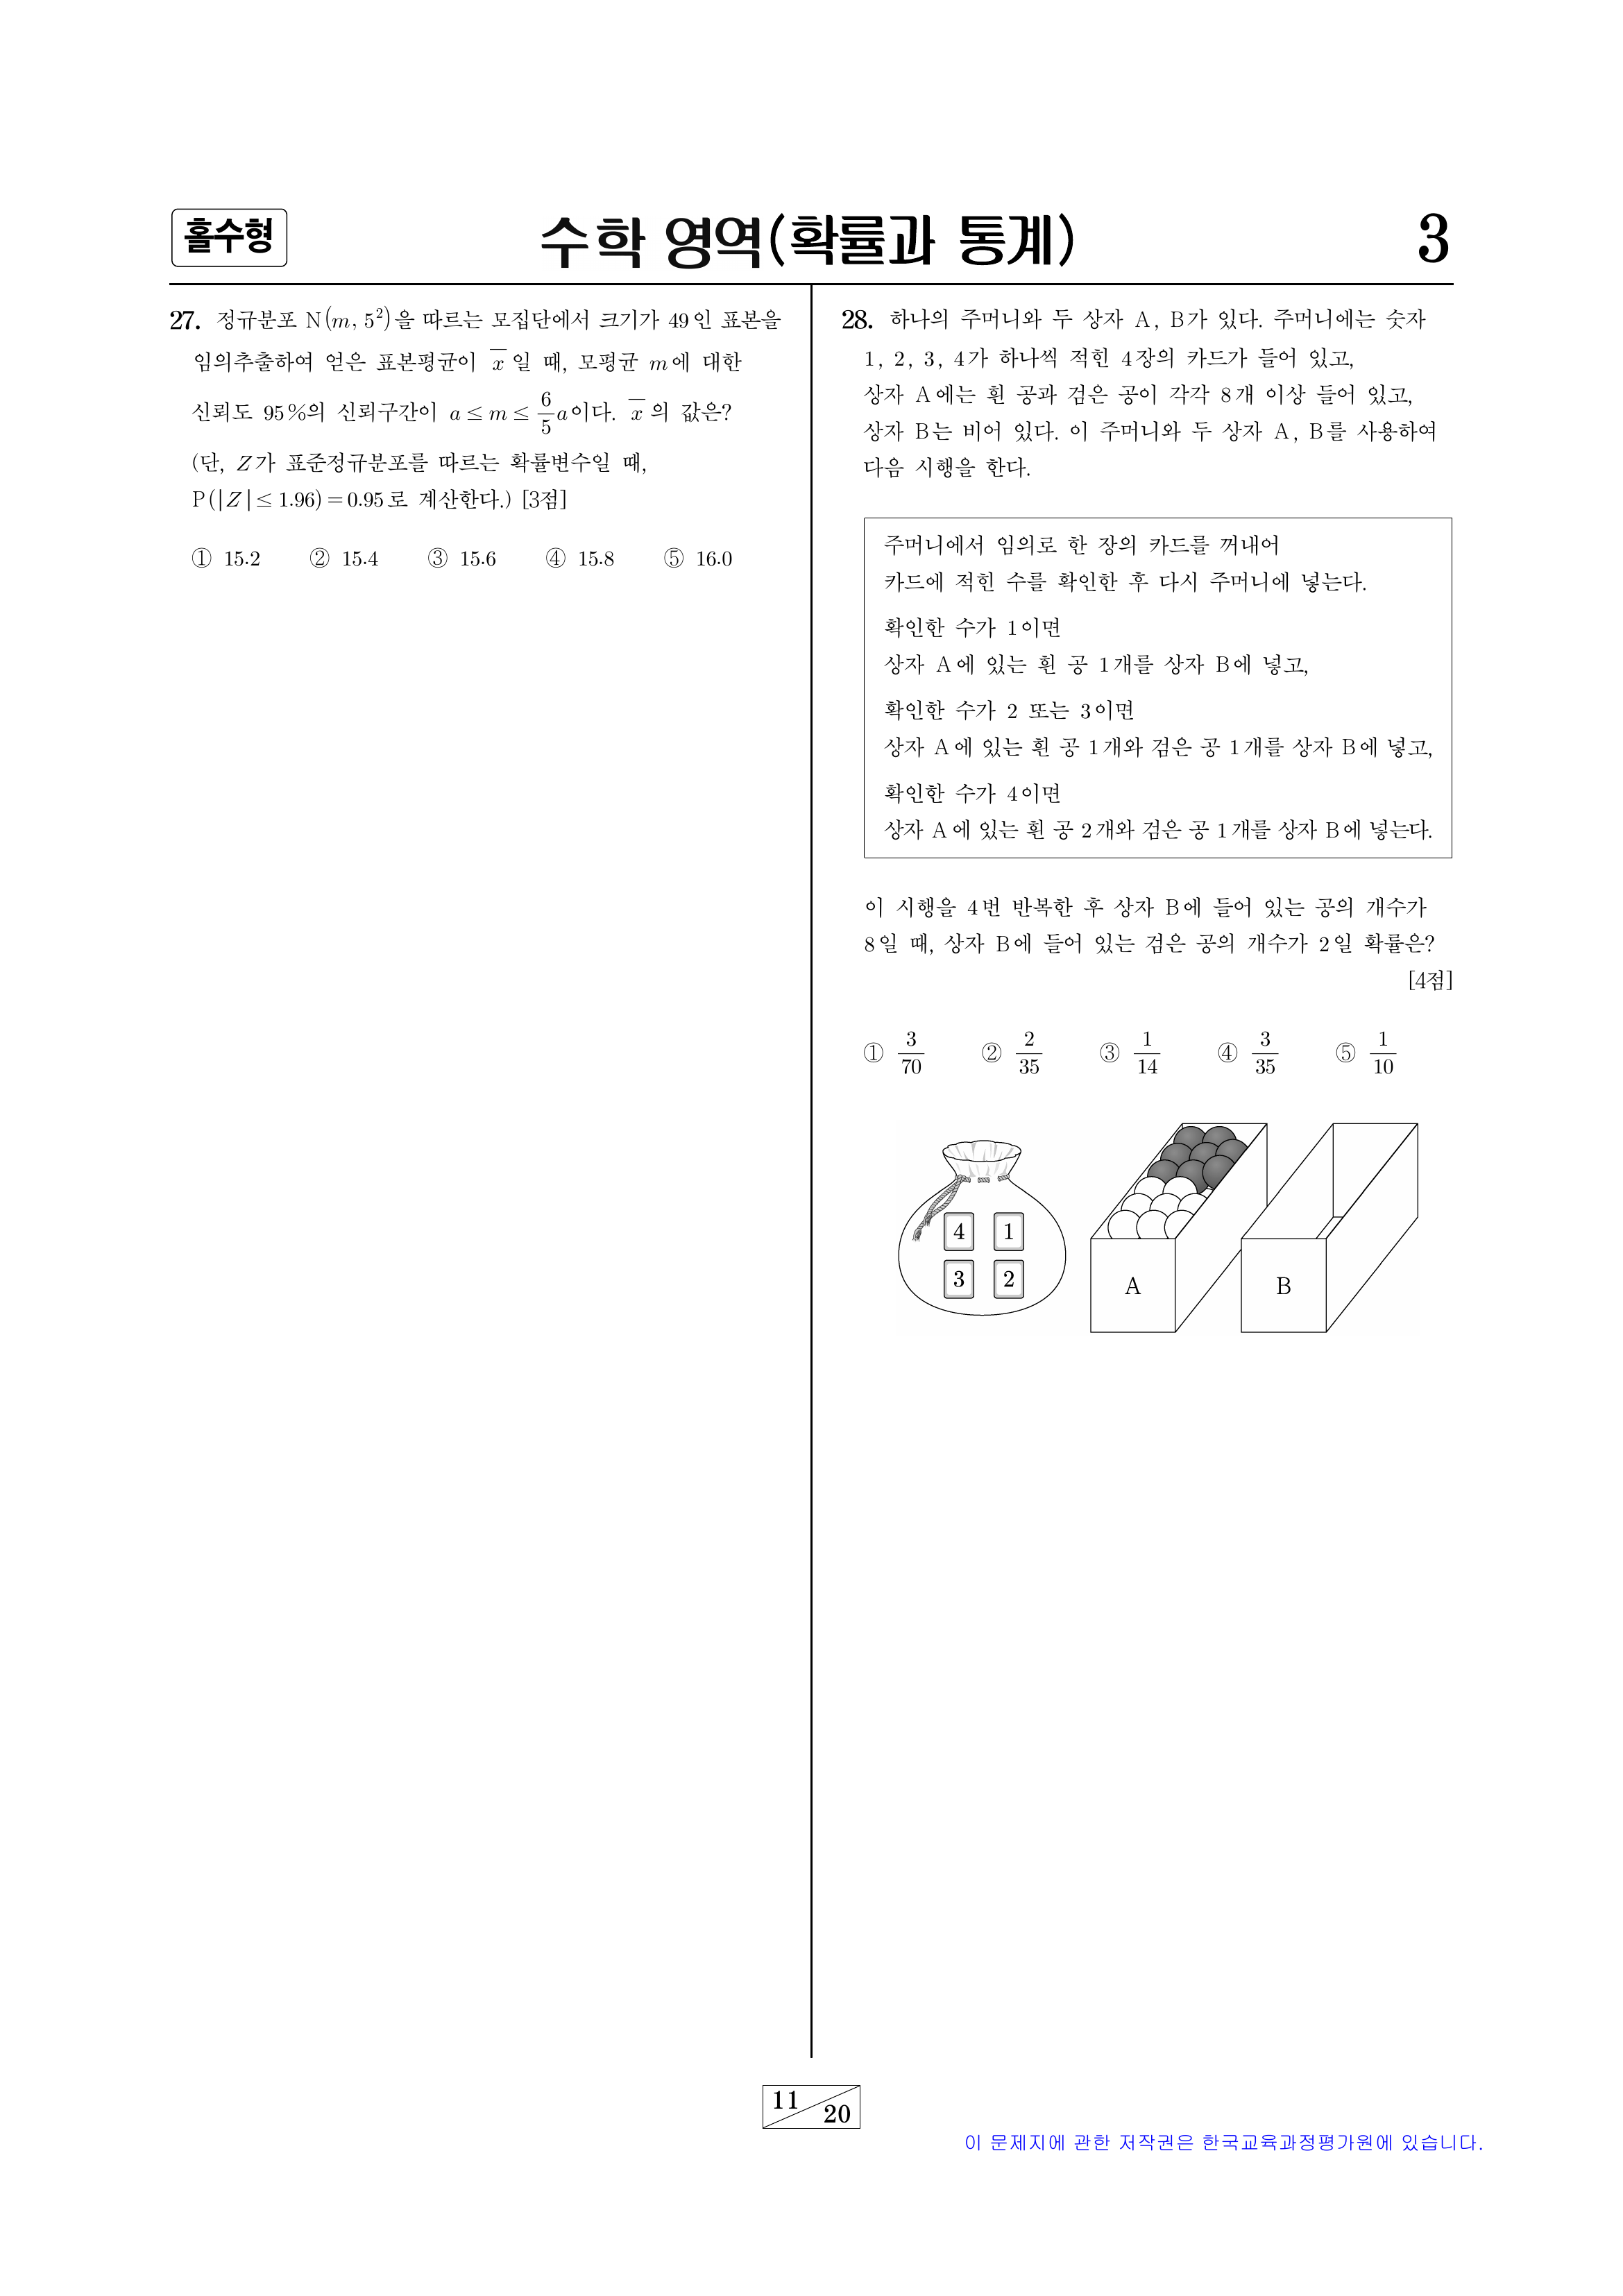 홀수형
수학 영역(확률과 통계)
3
27. 정규분포 N(m, 5²)을 따르는 모집단에서 크기가 49인 표본을
임의추출하여 얻은 표본평균이 x̄일 때, 모평균 m에 대한
신뢰도 95%의 신뢰구간이 a ≤ m ≤ 6/5 a이다. x̄의 값은?
(단, Z가 표준정규분포를 따르는 확률변수일 때,
P(|Z| ≤ 1.96) = 0.95로 계산한다.) [3점]
① 15.2 ② 15.4 ③ 15.6 ④ 15.8 ⑤ 16.0
28. 하나의 주머니와 두 상자 A, B가 있다. 주머니에는 숫자
1, 2, 3, 4가 하나씩 적힌 4장의 카드가 들어 있고,
상자 A에는 흰 공과 검은 공이 각각 8개 이상 들어 있고,
상자 B는 비어 있다. 이 주머니와 두 상자 A, B를 사용하여
다음 시행을 한다.
주머니에서 임의로 한 장의 카드를 꺼내어
카드에 적힌 수를 확인한 후 다시 주머니에 넣는다.
확인한 수가 1이면
상자 A에 있는 흰 공 1개를 상자 B에 넣고,
확인한 수가 2 또는 3이면
상자 A에 있는 흰 공 1개와 검은 공 1개를 상자 B에 넣고,
확인한 수가 4이면
상자 A에 있는 흰 공 2개와 검은 공 1개를 상자 B에 넣는다.
이 시행을 4번 반복한 후 상자 B에 들어 있는 공의 개수가
8일 때, 상자 B에 들어 있는 검은 공의 개수가 2일 확률은?
[4점]
① 3/70 ② 2/35 ③ 1/14 ④ 3/35 ⑤ 1/10
4 1
3 2
A B
11 20
이 문제지에 관한 저작권은 한국교육과정평가원에 있습니다.